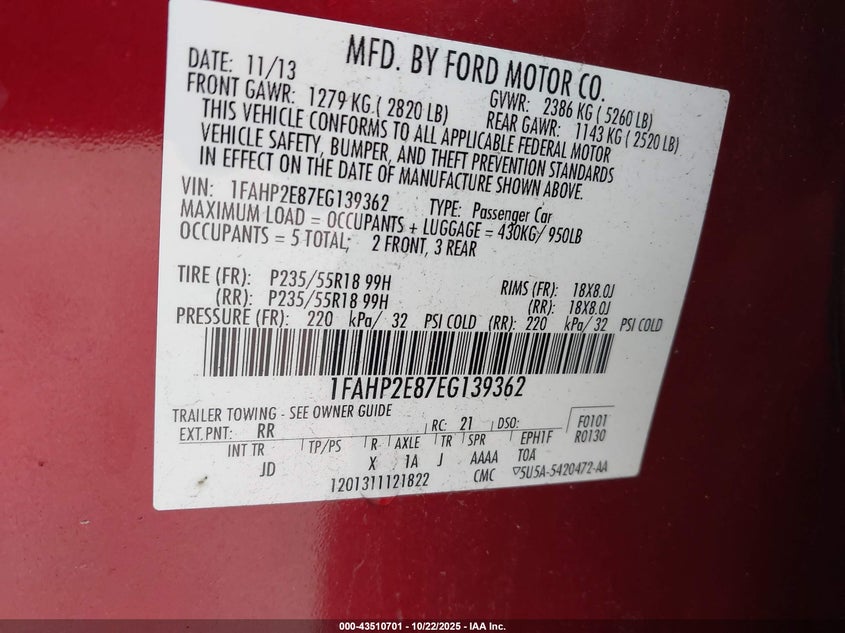 MFD. BY FORD MOTOR CO.
DATE: 11/13
GVWR: 2386 KG ( 5260 LB)
FRONT GAWR: 1279 KG ( 2820 LB)
REAR GAWR: 1143 KG ( 2520 LB)
THIS VEHICLE CONFORMS TO ALL APPLICABLE FEDERAL MOTOR
VEHICLE SAFETY, BUMPER, AND THEFT PREVENTION STANDARDS
IN EFFECT ON THE DATE OF MANUFACTURE SHOWN ABOVE.
VIN: 1FAHP2E87EG139362 TYPE: Passenger Car
MAXIMUM LOAD = OCCUPANTS + LUGGAGE = 430KG/ 950LB
OCCUPANTS = 5 TOTAL; 2 FRONT, 3 REAR
TIRE (FR): P235/55R18 99H RIMS (FR): 18X8.0J
(RR): P235/55R18 99H (RR): 18X8.0J
PRESSURE (FR): 220 kPa/ 32 PSI COLD (RR): 220 kPa/ 32 PSI COLD
1FAHP2E87EG139362
TRAILER TOWING - SEE OWNER GUIDE
EXT.PNT: RR RC: 21 DSO: F0101
R0130
INT TR TP/PS R AXLE TR SPR EPH1F
JD X 1A J AAAA TOA
1201311121822 CMC ▽5U5A-5420472-AA
000-43510701 - 10/22/2025 - IAA Inc.